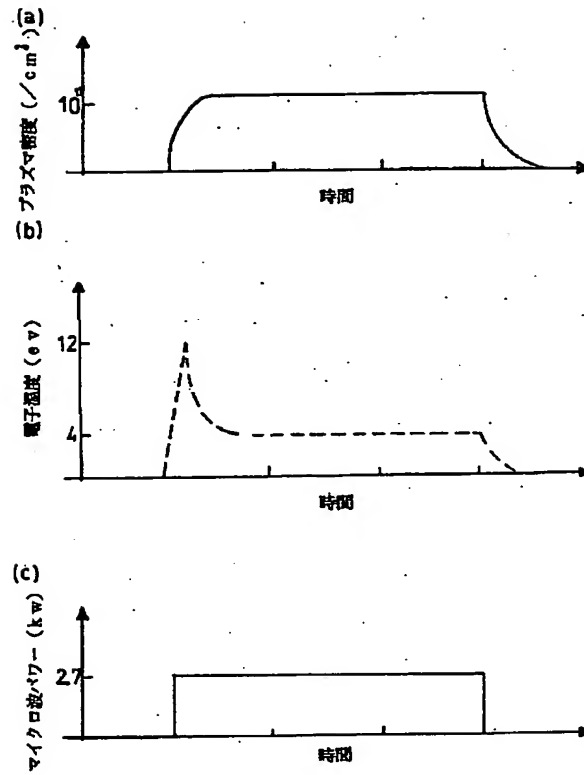 (a)
プラズマ密度(/cm³)
時間
(b)
電子温度(ev)
12
4
時間
(c)
マイクロ波パワー(kw)
2.7
時間